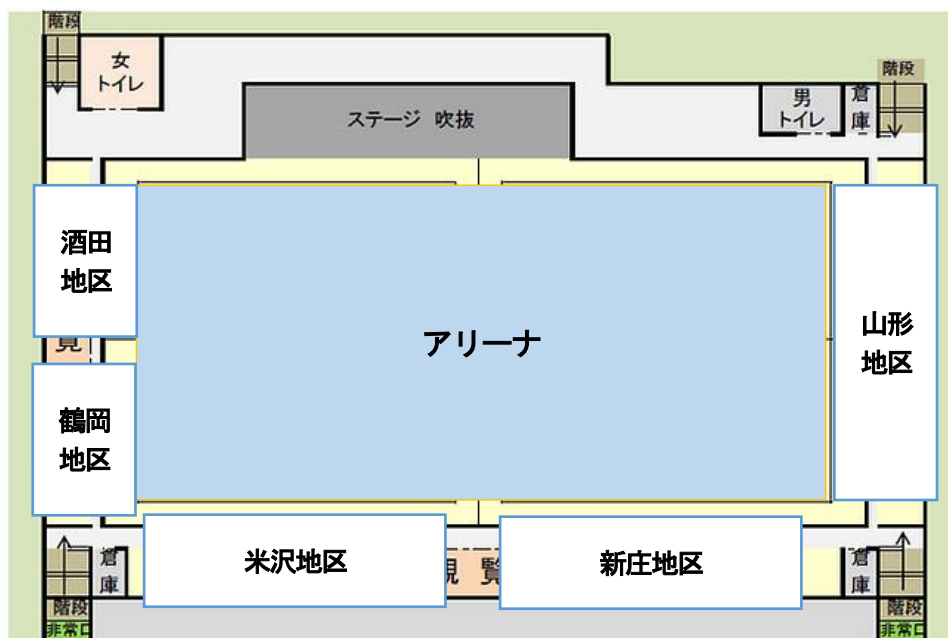 階段
女
トイレ
階段
ステージ 吹抜
男
トイレ
倉
庫
酒田
地区
アリーナ
山形
地区
覧
鶴岡
地区
倉
庫
米沢地区
観 覧
新庄地区
倉
庫
階段
非常口
階段
非常口